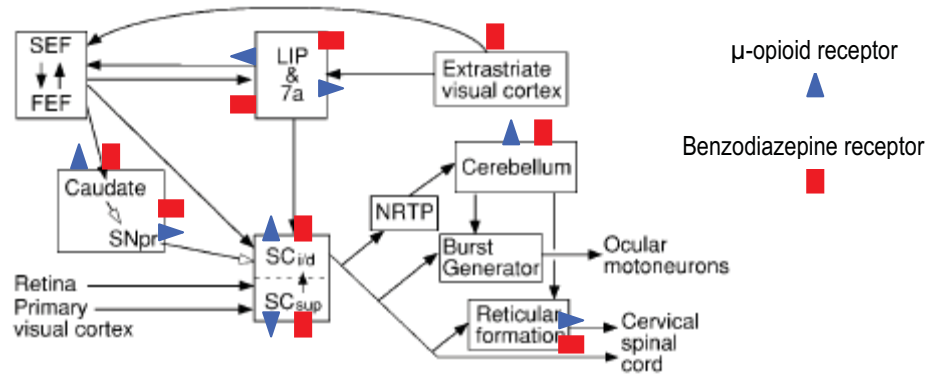 SEF
FEF
LIP
&
7a
Extrastriate
visual cortex
μ-opioid receptor
Benzodiazepine receptor
Caudate
SNpr
Cerebellum
NRTP
SCi/d
SCsup
Burst
Generator
Ocular
motoneurons
Retina
Primary
visual cortex
Reticular
formation
Cervical
spinal
cord